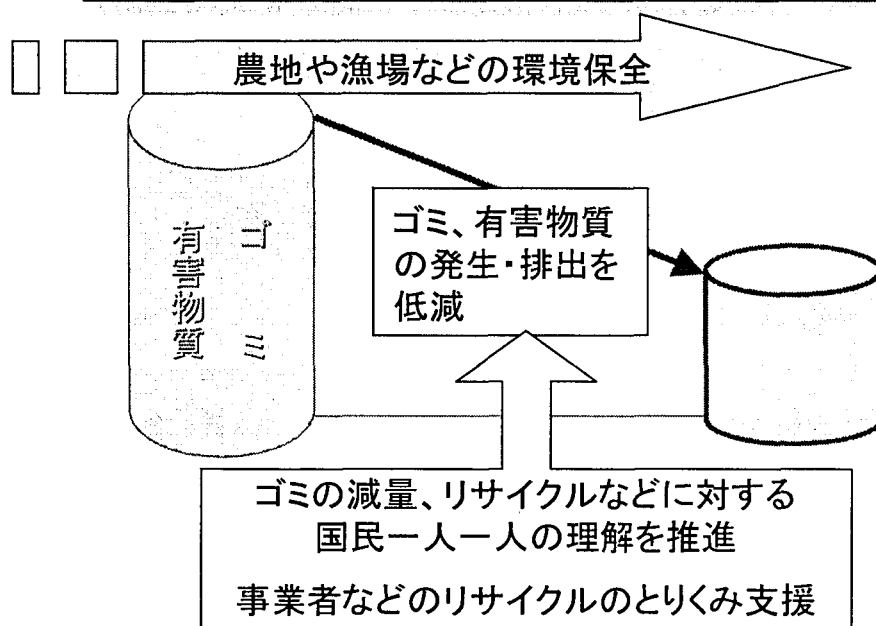 農地や漁場などの環境保全
ゴミ
有害物質
ゴミ、有害物質
の発生・排出を
低減
ゴミの減量、リサイクルなどに対する
国民一人一人の理解を推進
事業者などのリサイクルのとりくみ支援